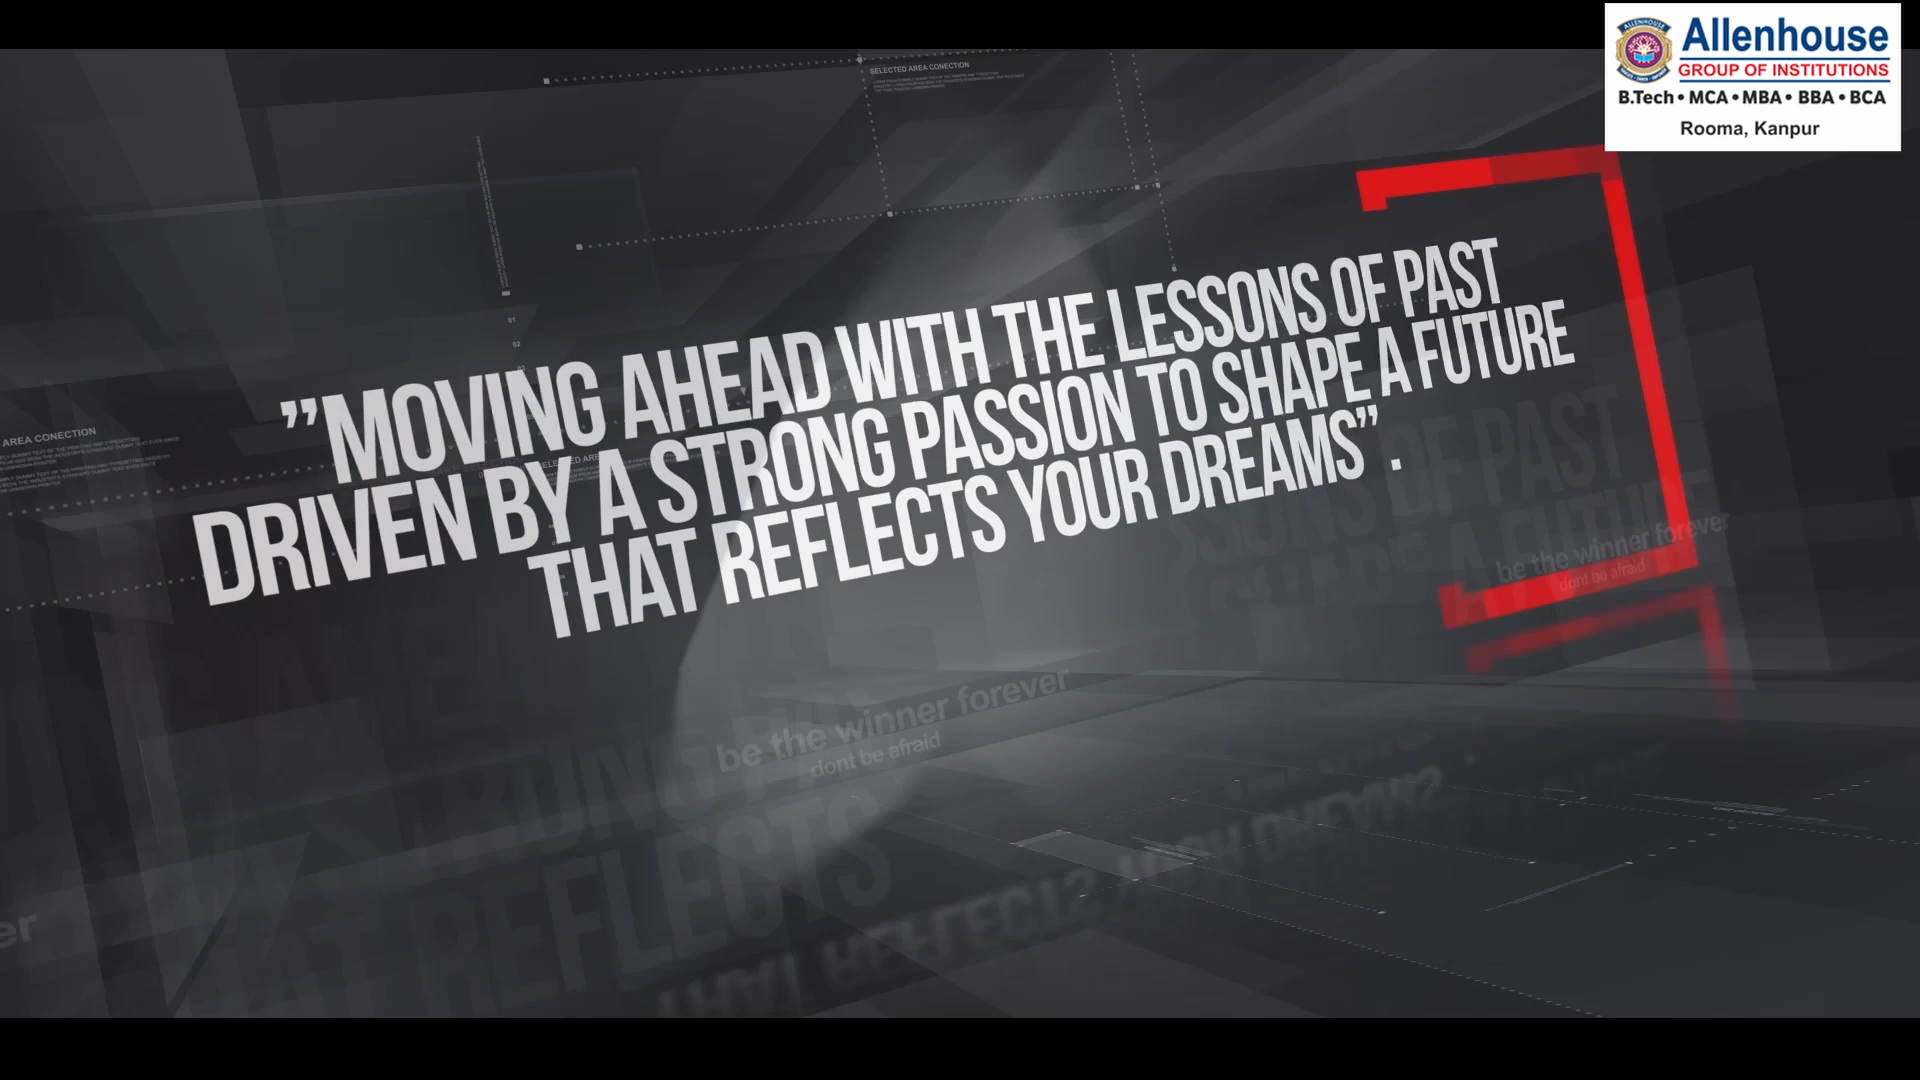 Allenhouse
GROUP OF INSTITUTIONS
B.Tech • MCA • MBA • BBA • BCA
Rooma, Kanpur
SELECTED AREA CONECTION
"MOVING AHEAD WITH THE LESSONS OF PAST
DRIVEN BY A STRONG PASSION TO SHAPE A FUTURE
THAT REFLECTS YOUR DREAMS" .
01
02
AREA CONECTION
be the winner forever
dont be afraid
be the winner forever
dont be afraid